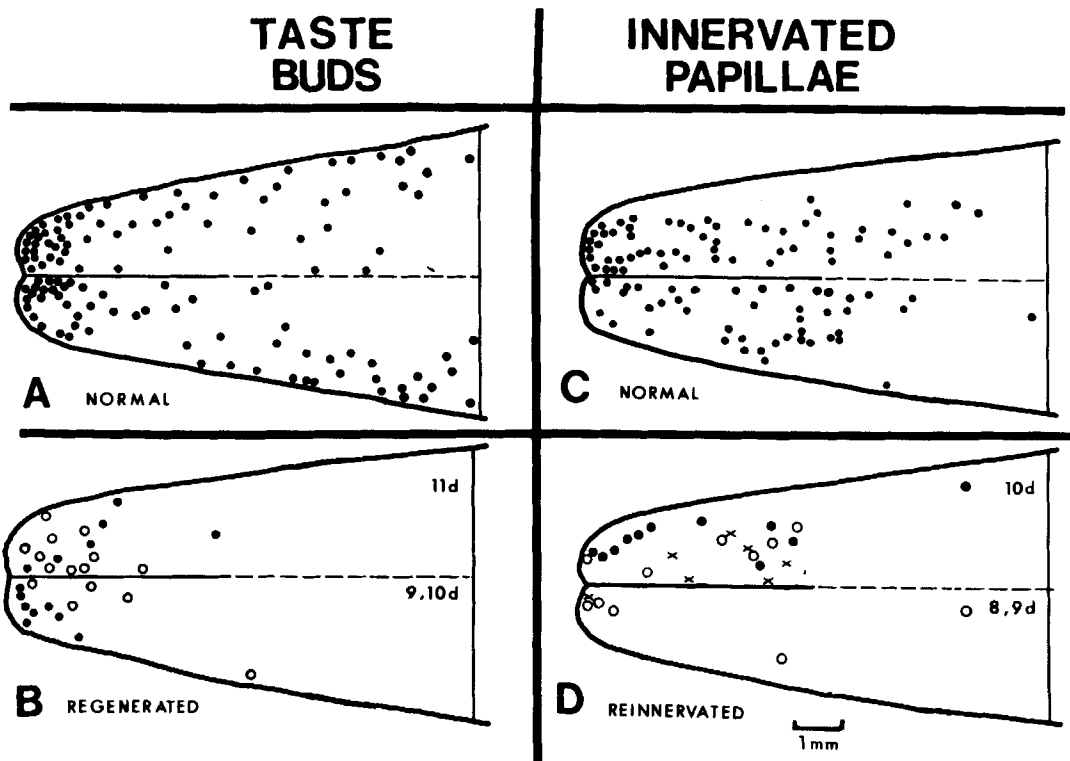 TASTE
BUDS
INNERVATED
PAPILLAE
A NORMAL
C NORMAL
11d
9,10d
B REGENERATED
10d
8,9d
D REINNERVATED
1mm